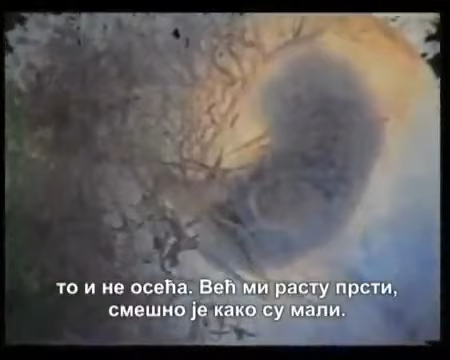 то и не осећа. Већ ми расту прсти,
смешно је како су мали.